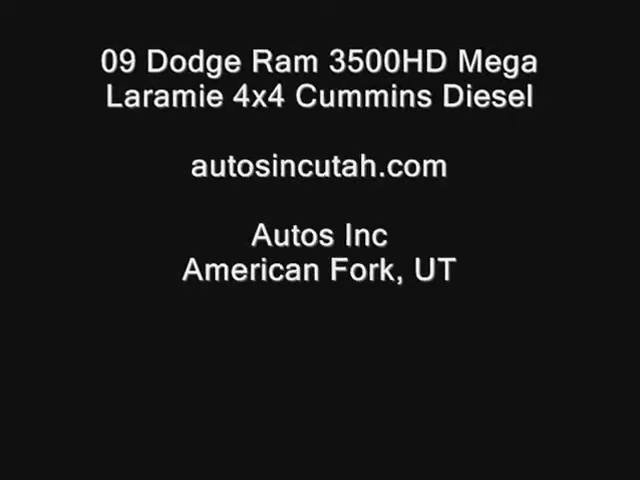 09 Dodge Ram 3500HD Mega
Laramie 4x4 Cummins Diesel
autosincutah.com
Autos Inc
American Fork, UT